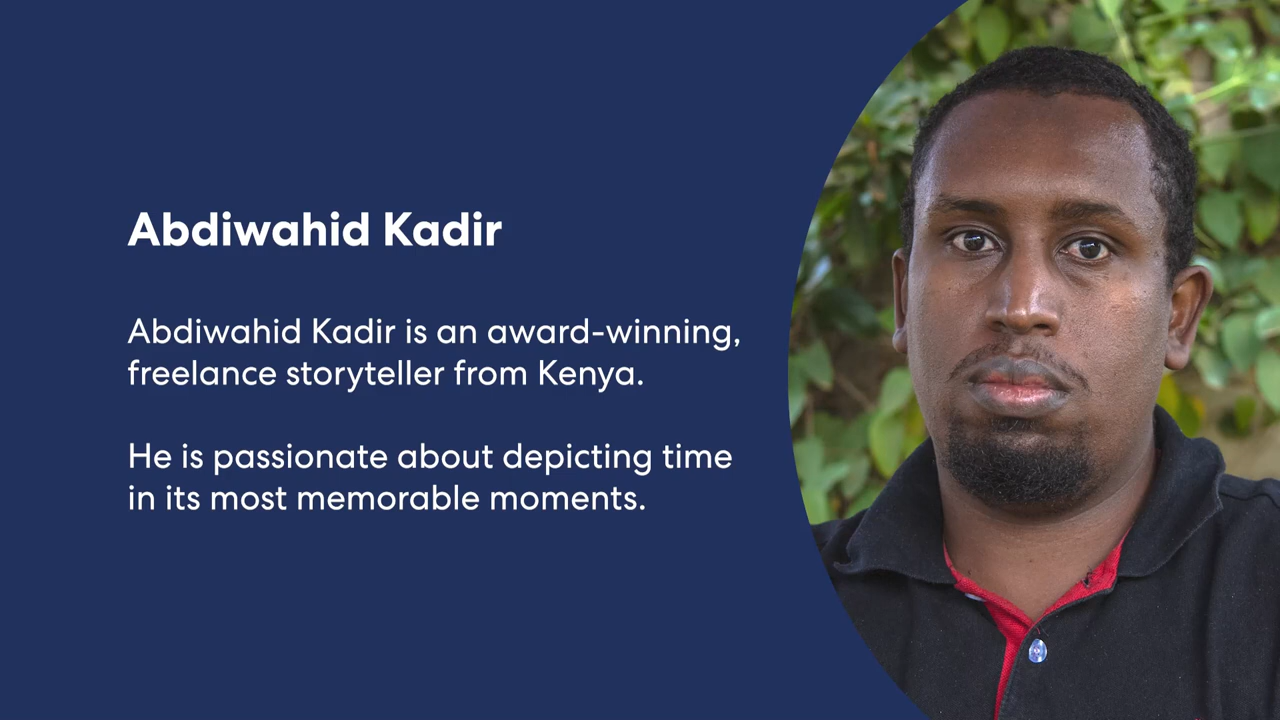 Abdiwahid Kadir
Abdiwahid Kadir is an award-winning,
freelance storyteller from Kenya.
He is passionate about depicting time
in its most memorable moments.